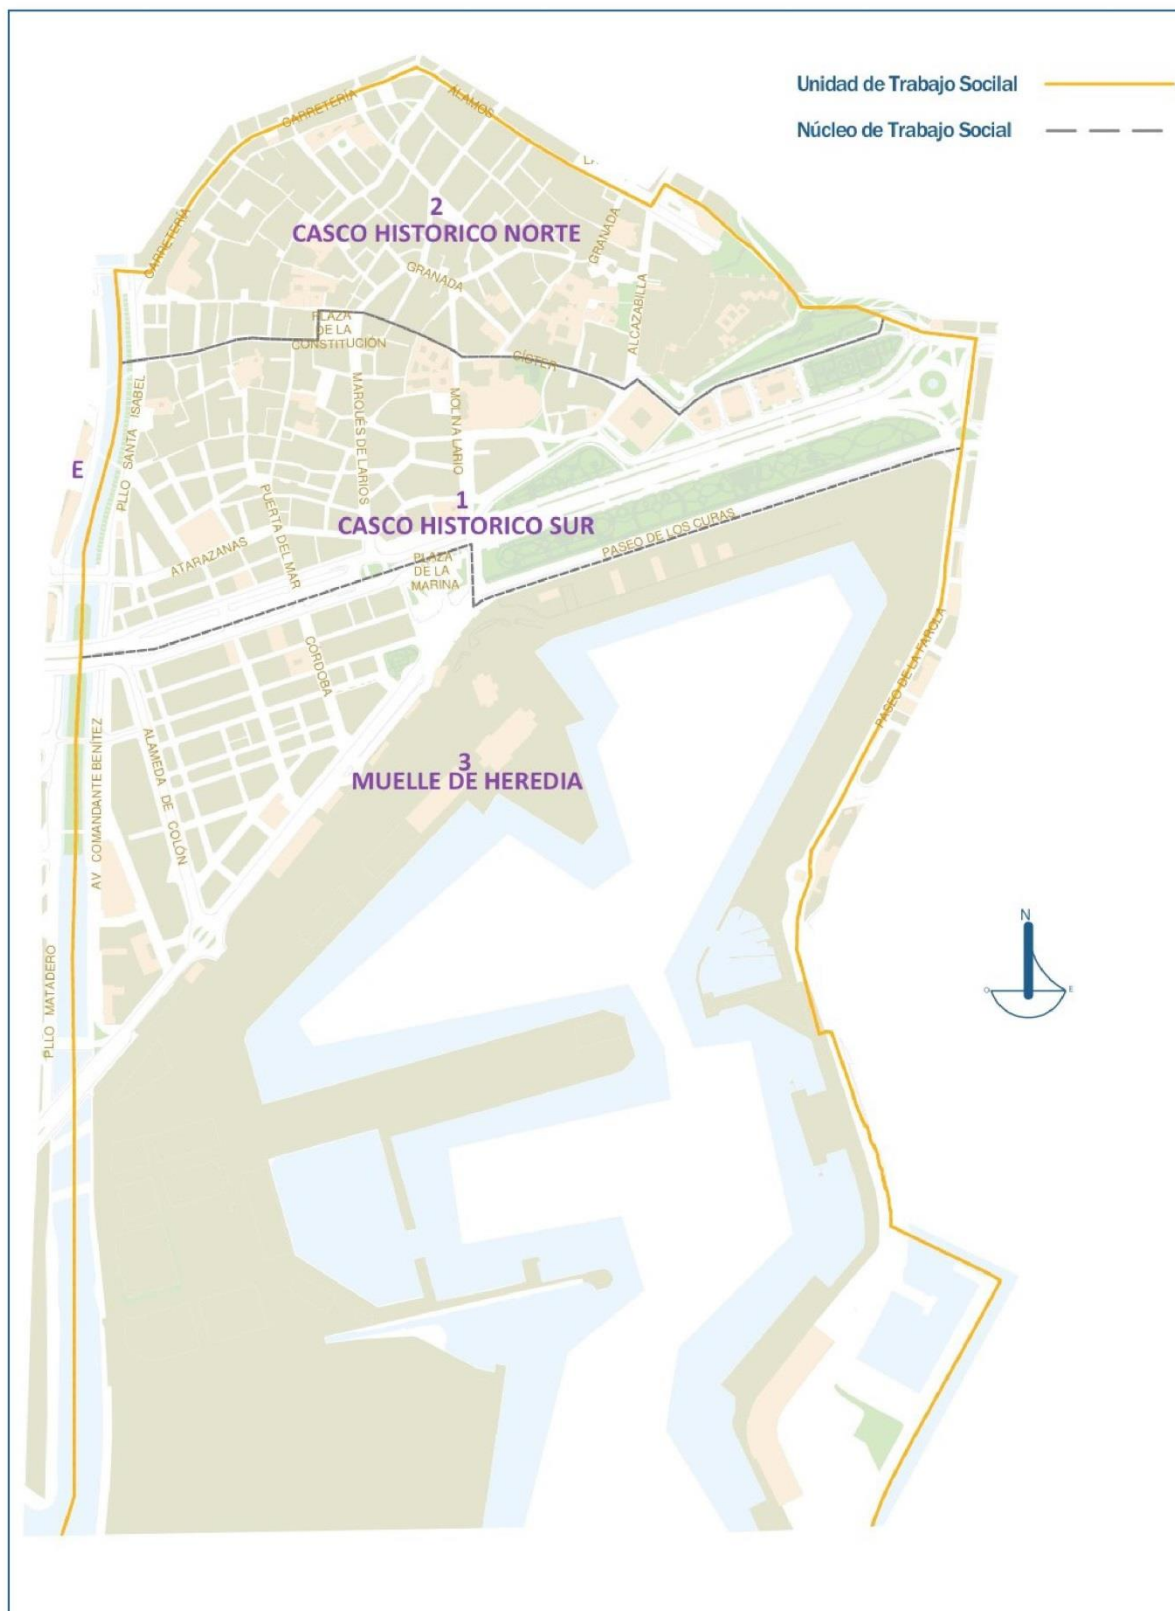 Unidad de Trabajo Socilal
Núcleo de Trabajo Social
CARRETERÍA
ALAMOS
CARRETERÍA
2
CASCO HISTORICO NORTE
GRANADA
GRANADA
ALCAZABILLA
PLAZA
DE LA
CONSTITUCIÓN
CÍSTER
PLLO SANTA ISABEL
MARQUÉS DE LARIOS
MOLINA LARIO
E
1
CASCO HISTORICO SUR
PUERTA DEL MAR
ATARAZANAS
PASEO DE LOS CURAS
PLAZA
DE LA
MARINA
CÓRDOBA
PASEO DE LA FAROLA
AV COMANDANTE BENÍTEZ
ALAMEDA DE COLÓN
3
MUELLE DE HEREDIA
PLLO MATADERO
N
O
E